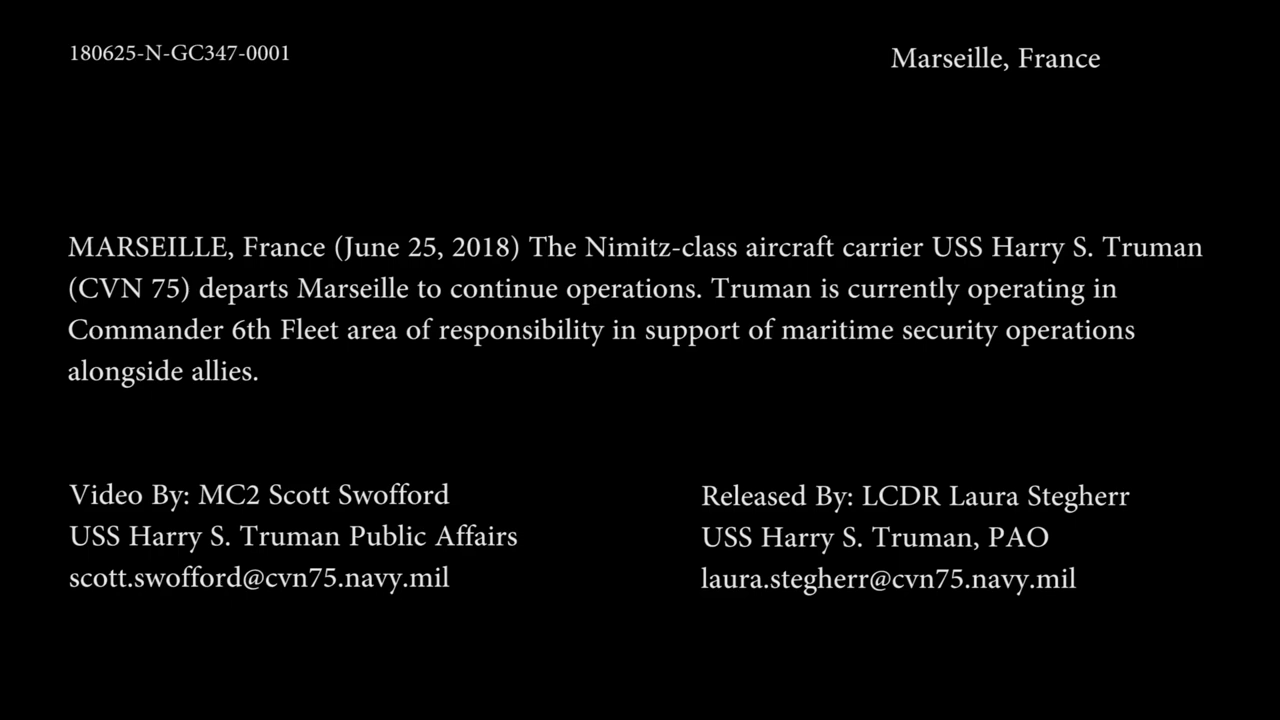 180625-N-GC347-0001
Marseille, France
MARSEILLE, France (June 25, 2018) The Nimitz-class aircraft carrier USS Harry S. Truman
(CVN 75) departs Marseille to continue operations. Truman is currently operating in
Commander 6th Fleet area of responsibility in support of maritime security operations
alongside allies.
Video By: MC2 Scott Swofford
USS Harry S. Truman Public Affairs
scott.swofford@cvn75.navy.mil
Released By: LCDR Laura Stegherr
USS Harry S. Truman, PAO
laura.stegherr@cvn75.navy.mil